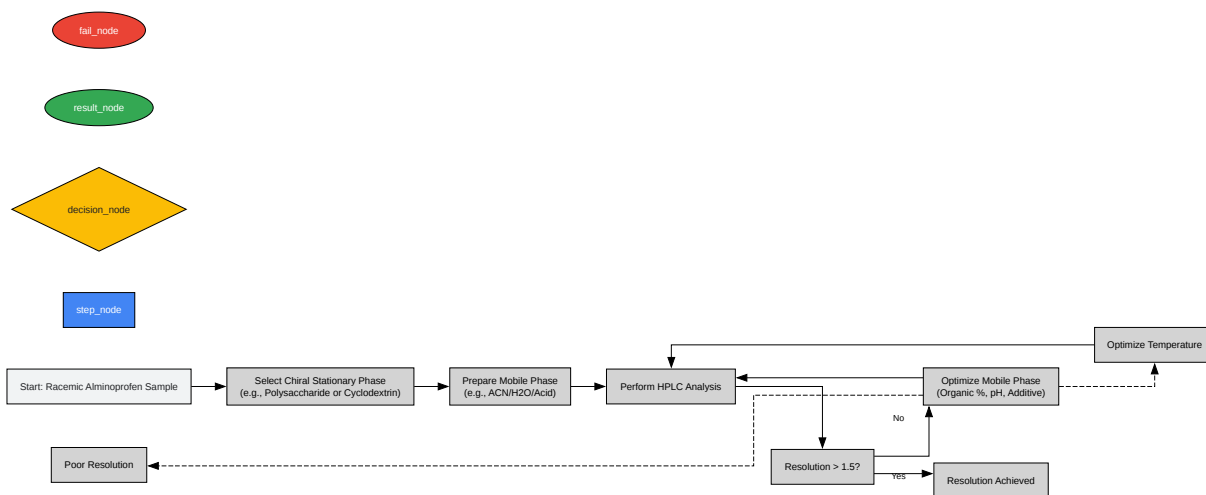 fail_node
result_node
decision_node
step_node
Optimize Temperature
Start: Racemic Alminoprofen Sample
Select Chiral Stationary Phase
(e.g., Polysaccharide or Cyclodextrin)
Prepare Mobile Phase
(e.g., ACN/H2O/Acid)
Perform HPLC Analysis
Optimize Mobile Phase
(Organic %, pH, Additive)
No
Poor Resolution
Resolution > 1.5?
Yes
Resolution Achieved